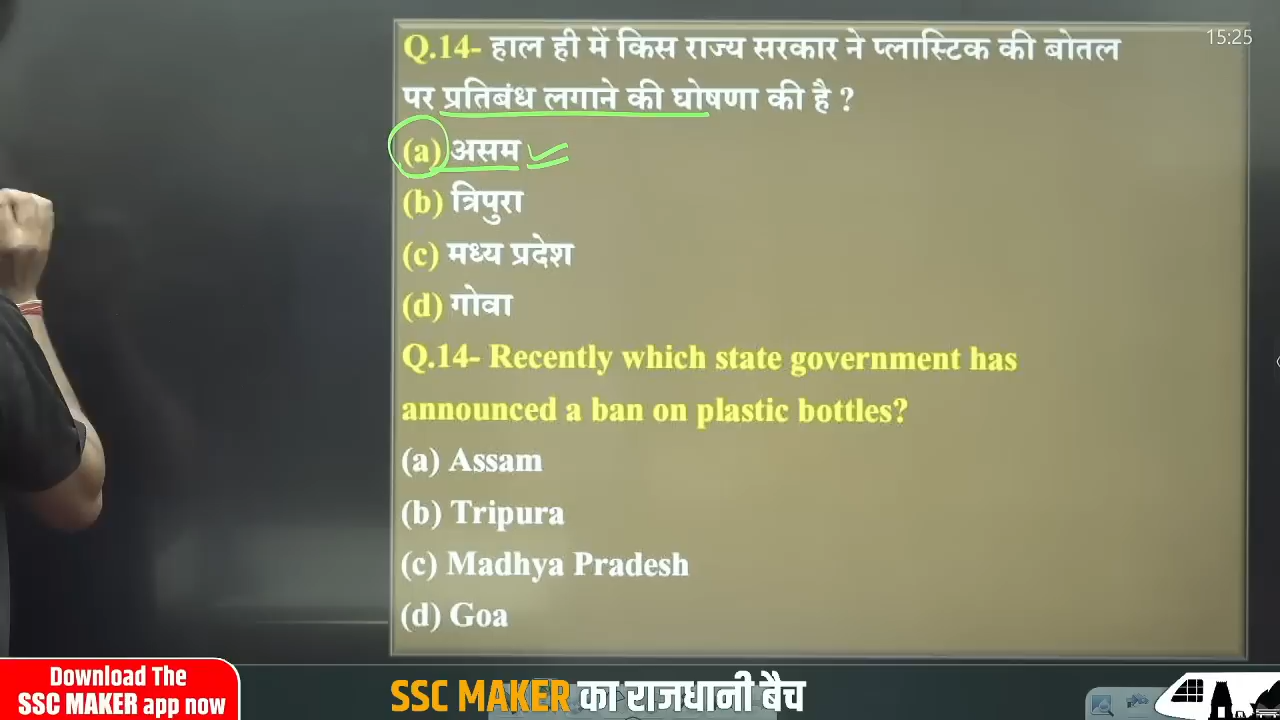 15:25
Q.14- हाल ही में किस राज्य सरकार ने प्लास्टिक की बोतल
पर प्रतिबंध लगाने की घोषणा की है ?
(a) असम
(b) त्रिपुरा
(c) मध्य प्रदेश
(d) गोवा
Q.14- Recently which state government has
announced a ban on plastic bottles?
(a) Assam
(b) Tripura
(c) Madhya Pradesh
(d) Goa
Download The
SSC MAKER app now
SSC MAKER का राजधानी बैच